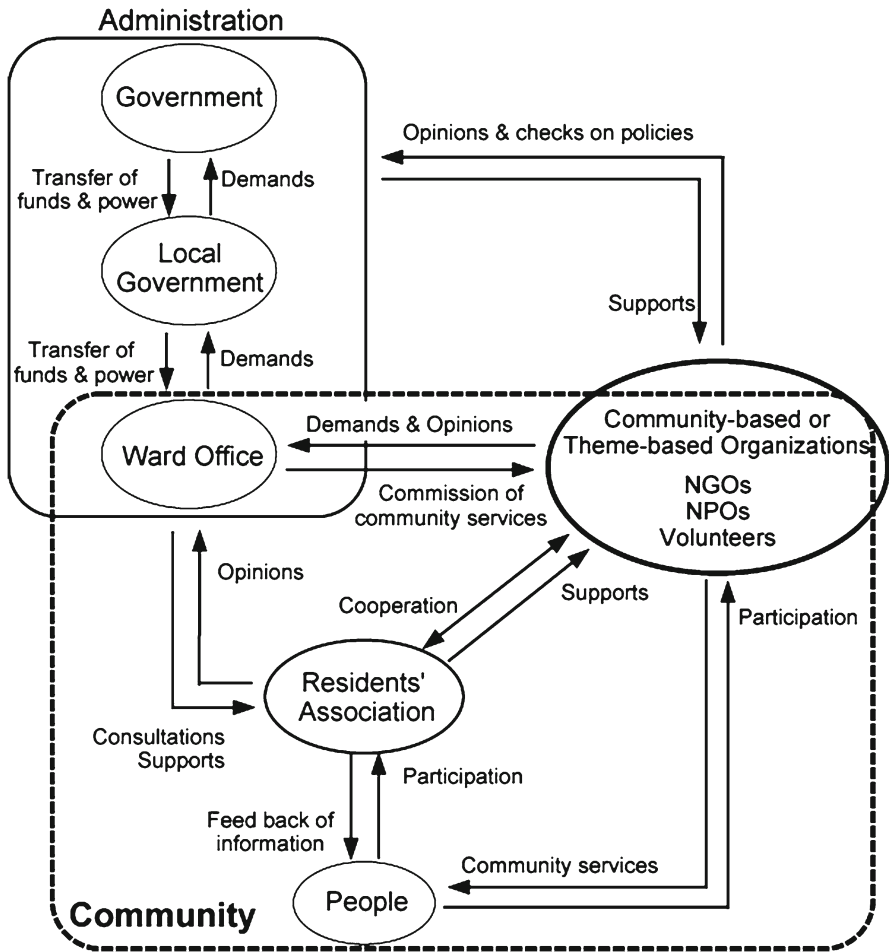 Administration
Government
Opinions & checks on policies
Transfer of
funds & power
Demands
Local
Government
Supports
Transfer of
funds & power
Demands
Ward Office
Demands & Opinions
Commission of
community services
Community-based or
Theme-based Organizations
NGOs
NPOs
Volunteers
Opinions
Cooperation
Supports
Participation
Residents'
Association
Consultations
Supports
Participation
Feed back of
information
Community services
People
Community